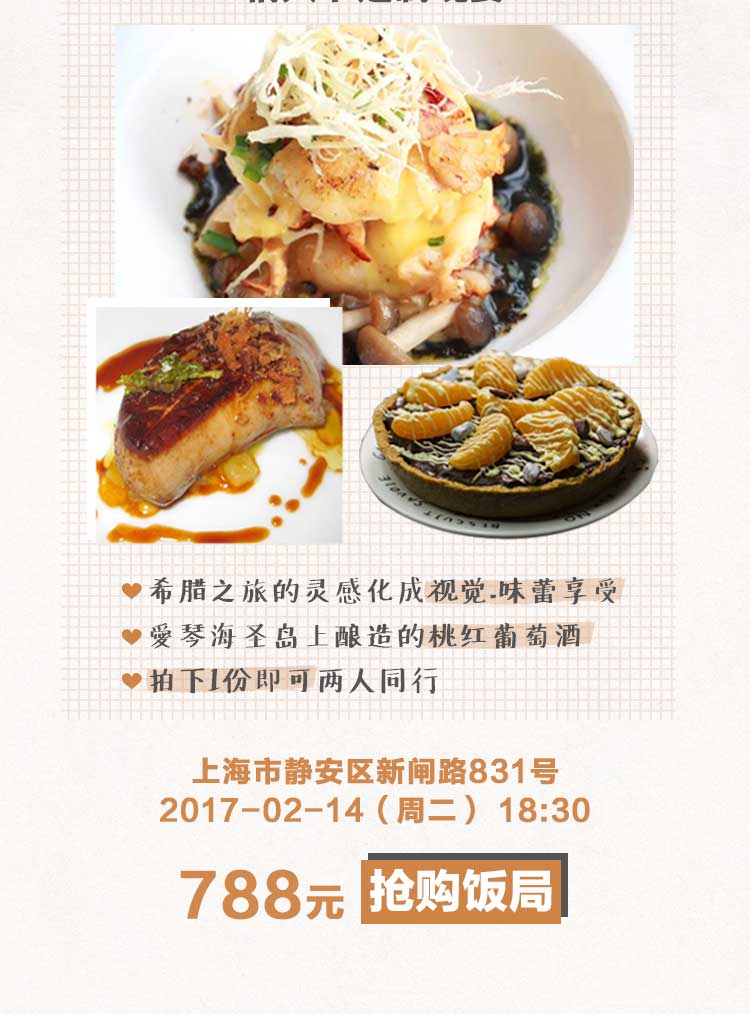 BISCUIT SAVOIE
希腊之旅的灵感化成视觉.味蕾享受
愛琴海圣岛上酿造的桃红葡萄酒
拍下1份即可两人同行
上海市静安区新闸路831号
2017-02-14（周二） 18:30
788元 抢购饭局